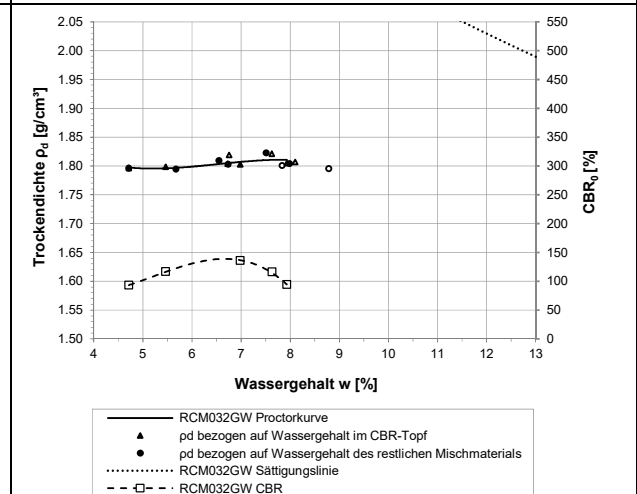 2.05
2.00
1.95
1.90
1.85
1.80
1.75
1.70
1.65
1.60
1.55
1.50
Trockendichte ρd [g/cm³]
550
500
450
400
350
300
250
200
150
100
50
0
CBR0 [%]
4 5 6 7 8 9 10 11 12 13
Wassergehalt w [%]
RCM032GW Proctorkurve
ρd bezogen auf Wassergehalt im CBR-Topf
ρd bezogen auf Wassergehalt des restlichen Mischmaterials
RCM032GW Sättigungslinie
RCM032GW CBR